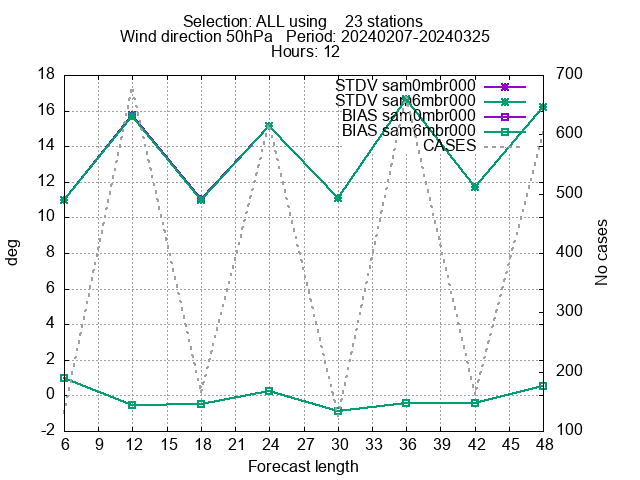 Selection: ALL using    23 stations
Wind direction 50hPa   Period: 20240207-20240325
Hours: 12
STDV sam0mbr000
STDV sam6mbr000
BIAS sam0mbr000
BIAS sam6mbr000
CASES
deg
18
16
14
12
10
8
6
4
2
0
-2
700
600
500
400
300
200
100
No cases
6 9 12 15 18 21 24 27 30 33 36 39 42 45 48
Forecast length